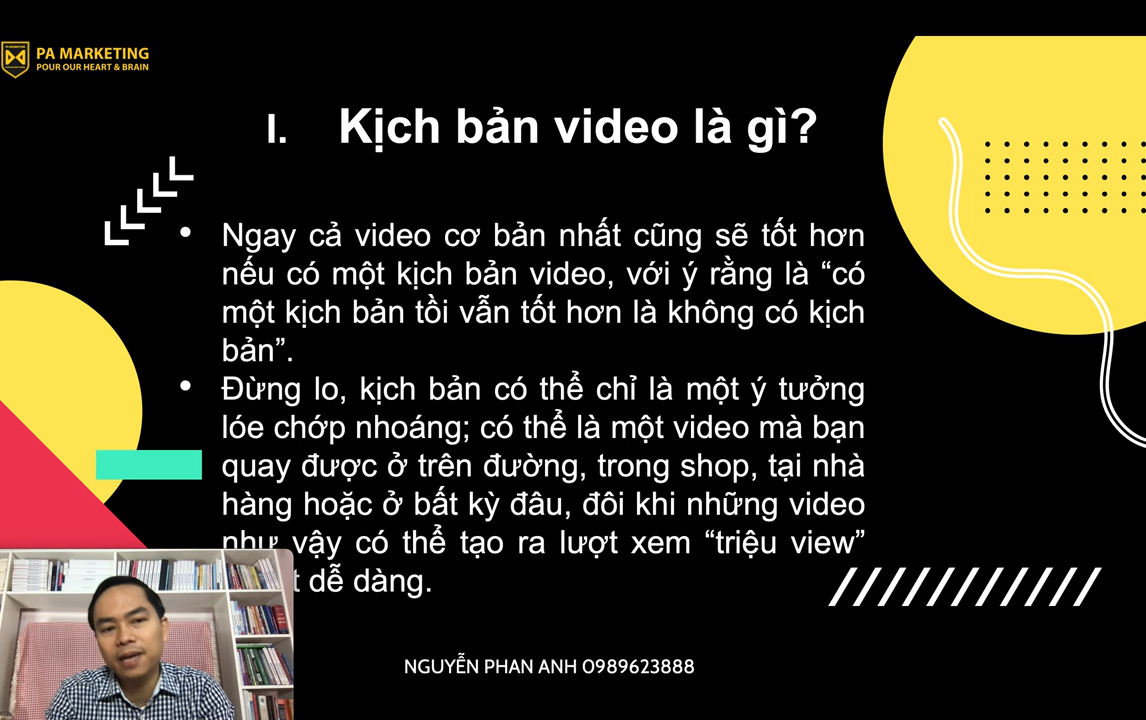 PA MARKETING
POUR OUR HEART & BRAIN
I. Kịch bản video là gì?
• Ngay cả video cơ bản nhất cũng sẽ tốt hơn
nếu có một kịch bản video, với ý rằng là “có
một kịch bản tồi vẫn tốt hơn là không có kịch
bản”.
• Đừng lo, kịch bản có thể chỉ là một ý tưởng
lóe chớp nhoáng; có thể là một video mà bạn
quay được ở trên đường, trong shop, tại nhà
hàng hoặc ở bất kỳ đâu, đôi khi những video
như vậy có thể tạo ra lượt xem “triệu view”
dễ dàng.
NGUYỄN PHAN ANH 0989623888